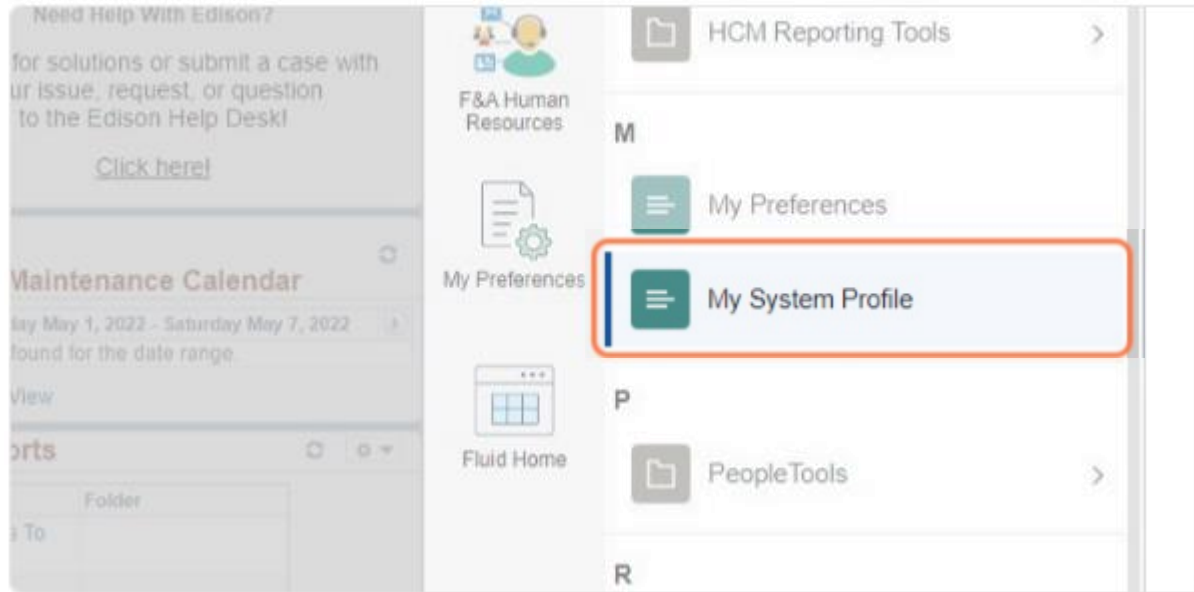 Need Help With Edison?
for solutions or submit a case with
ur issue, request, or question
to the Edison Help Desk!
Click here!
Maintenance Calendar
day May 1, 2022 - Saturday May 7, 2022
found for the date range.
View
orts
Folder
s To
F&A Human
Resources
My Preferences
Fluid Home
HCM Reporting Tools
M
My Preferences
My System Profile
P
PeopleTools
R